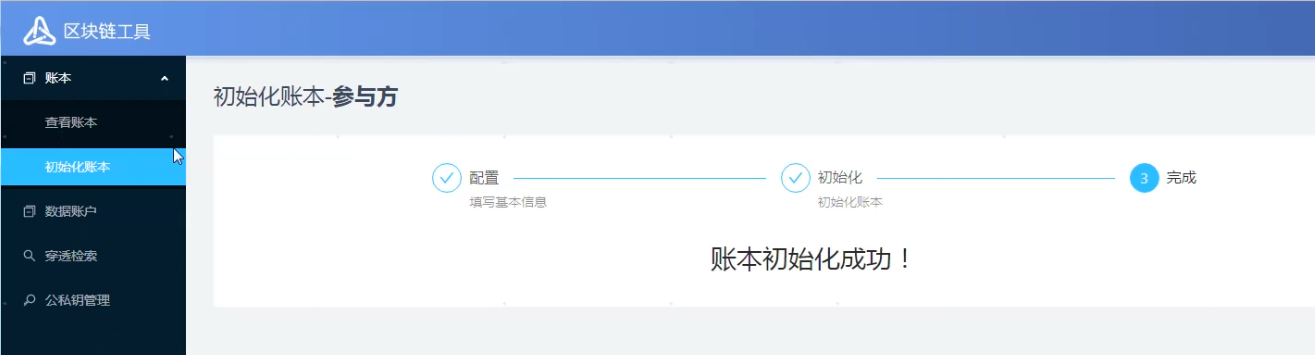 区块链工具
账本
查看账本
初始化账本
数据账户
穿透检索
公私钥管理
初始化账本-参与方
配置
填写基本信息
初始化
初始化账本
3 完成
账本初始化成功！